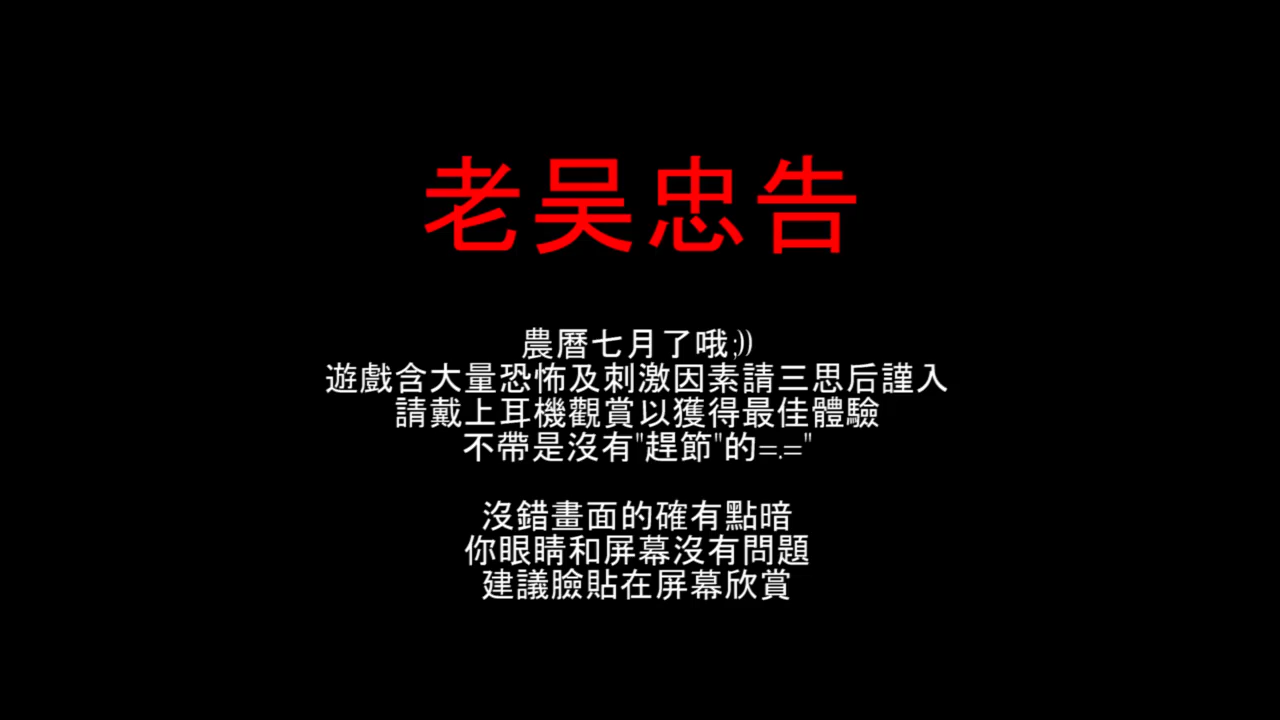 老吴忠告
農曆七月了哦;))
遊戲含大量恐怖及刺激因素請三思后謹入
請戴上耳機觀賞以獲得最佳體驗
不帶是沒有"趕節"的=.="
沒錯畫面的確有點暗
你眼睛和屏幕沒有問題
建議臉貼在屏幕欣賞